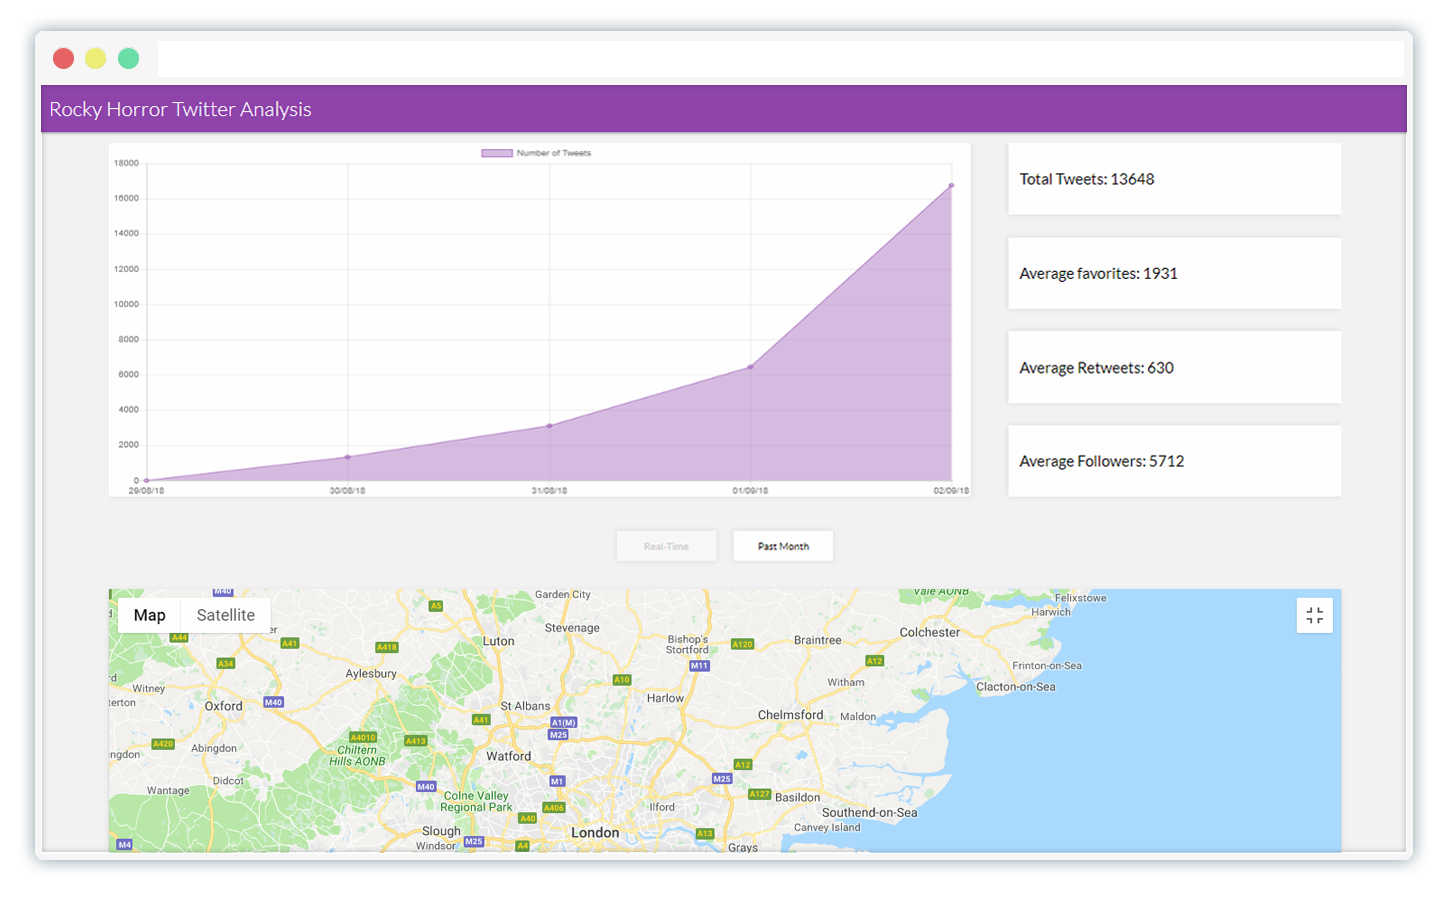 Rocky Horror Twitter Analysis
Number of Tweets
18000
16000
14000
12000
10000
8000
6000
4000
2000
0
29/08/18 30/08/18 31/08/18 01/09/18 02/09/18
Total Tweets: 13648
Average favorites: 1931
Average Retweets: 630
Average Followers: 5712
Real-Time Past Month
Map Satellite
M40
A5
Garden City
Vale AONB
Felixstowe
Harwich
A44
A41
A418
Luton
Stevenage
Bishop's
Stortford
A120
Braintree
Colchester
A34
Aylesbury
M11
A12
Frinton-on-Sea
Witney
A10
Witham
Clacton-on-Sea
Oxford
M40
St Albans
Harlow
Chelmsford
Maldon
A41
A1(M)
M25
A420
Abingdon
A4010
A413
Chiltern
Hills AONB
Watford
A12
Didcot
M40
M1
M25
Wantage
Colne Valley
Regional Park
A406
Ilford
A127
Basildon
Southend-on-Sea
A40
Canvey Island
Slough
London
A13
M4
Windsor
M25
A4
Grays